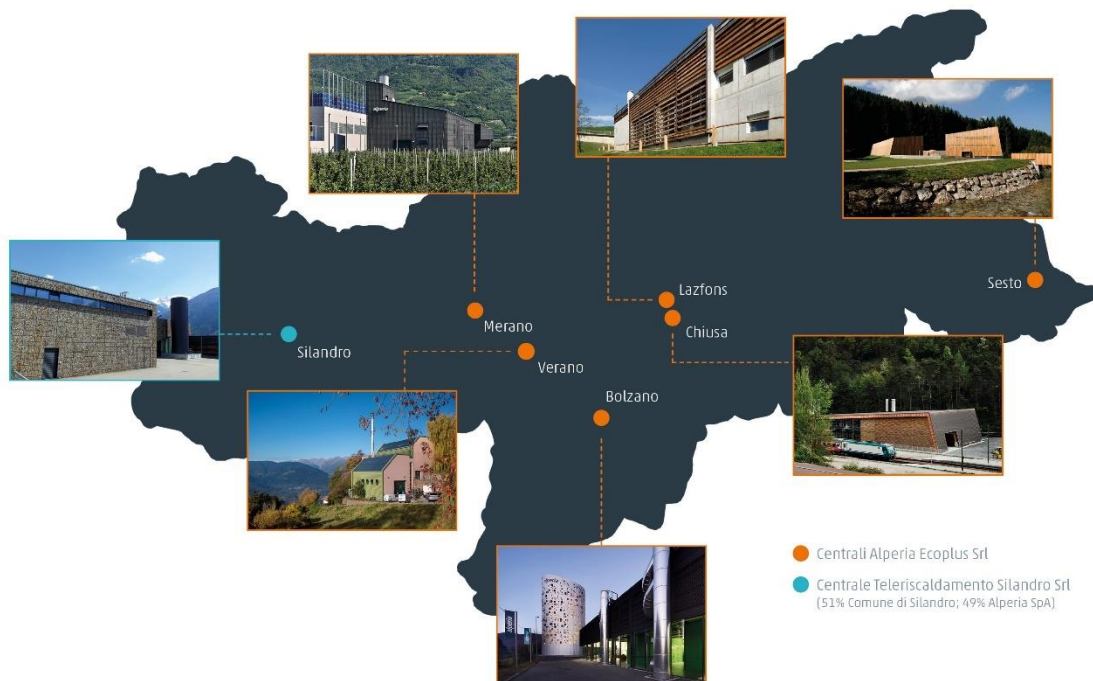 alperia
Lazfons
Sesto
Merano
Chiusa
Silandro
Verano
Bolzano
Centrali Alperia Ecoplus Srl
Centrale Teleriscaldamento Silandro Srl
(51% Comune di Silandro; 49% Alperia SpA)